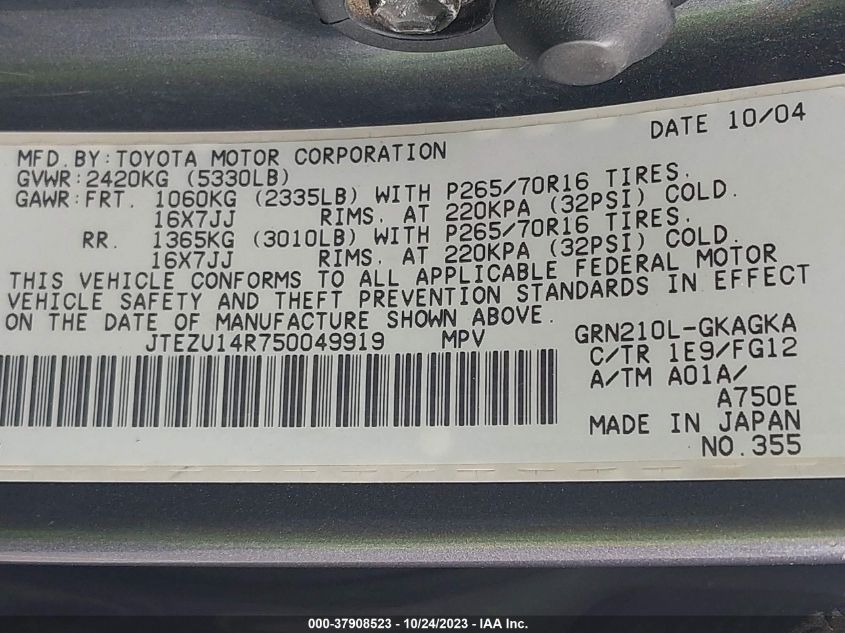 DATE 10/04
MFD. BY: TOYOTA MOTOR CORPORATION
GVWR: 2420KG (5330LB)
GAWR: FRT. 1060KG (2335LB) WITH P265/70R16 TIRES,
16X7JJ RIMS, AT 220KPA (32PSI) COLD.
RR. 1365KG (3010LB) WITH P265/70R16 TIRES,
16X7JJ RIMS, AT 220KPA (32PSI) COLD.
THIS VEHICLE CONFORMS TO ALL APPLICABLE FEDERAL MOTOR
VEHICLE SAFETY AND THEFT PREVENTION STANDARDS IN EFFECT
ON THE DATE OF MANUFACTURE SHOWN ABOVE.
JTEZU14R750049919 MPV
GRN210L-GKAGKA
C/TR 1E9/FG12
A/TM A01A/
A750E
MADE IN JAPAN
NO.355
000-37908523 - 10/24/2023 - IAA Inc.